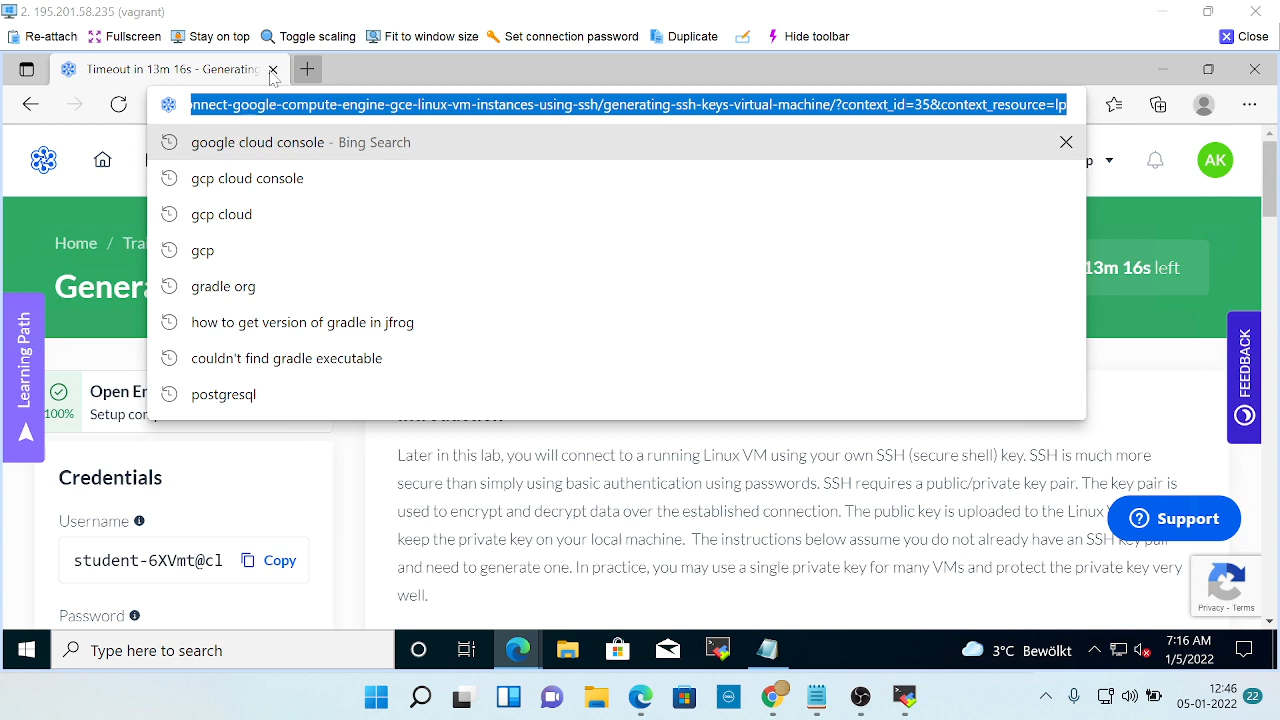 2. 195.201.58.235 (vagrant)
Re-attach Fullscreen Stay on top Toggle scaling Fit to window size Set connection password Duplicate Hide toolbar Close
Timeout in 13m 16s - Generating
onnect-google-compute-engine-gce-linux-vm-instances-using-ssh/generating-ssh-keys-virtual-machine/?context_id=35&context_resource=lp
google cloud console - Bing Search
gcp cloud console
gcp cloud
gcp
gradle org
how to get version of gradle in jfrog
couldn't find gradle executable
postgresql
p AK
Home / Trai
Genera
13m 16s left
Learning Path
FEEDBACK
Open En
100% Setup com
Credentials
Username
student-6XVmt@cl Copy
Password
Later in this lab, you will connect to a running Linux VM using your own SSH (secure shell) key. SSH is much more
secure than simply using basic authentication using passwords. SSH requires a public/private key pair. The key pair is
used to encrypt and decrypt data over the established connection. The public key is uploaded to the Linux
keep the private key on your local machine. The instructions below assume you do not already have an SSH key pair
and need to generate one. In practice, you may use a single private key for many VMs and protect the private key very
well.
Support
Privacy - Terms
Type here to search
3°C Bewölkt
7:16 AM
1/5/2022
DELL
12:46
05-01-2022
22